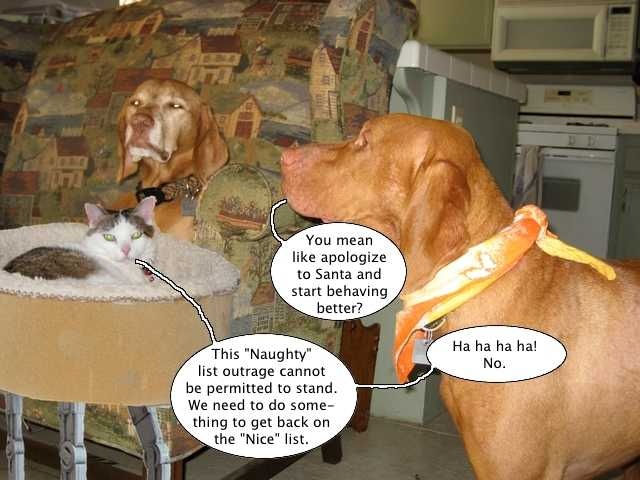 This "Naughty"
list outrage cannot
be permitted to stand.
We need to do some-
thing to get back on
the "Nice" list.
You mean
like apologize
to Santa and
start behaving
better?
Ha ha ha ha!
No.